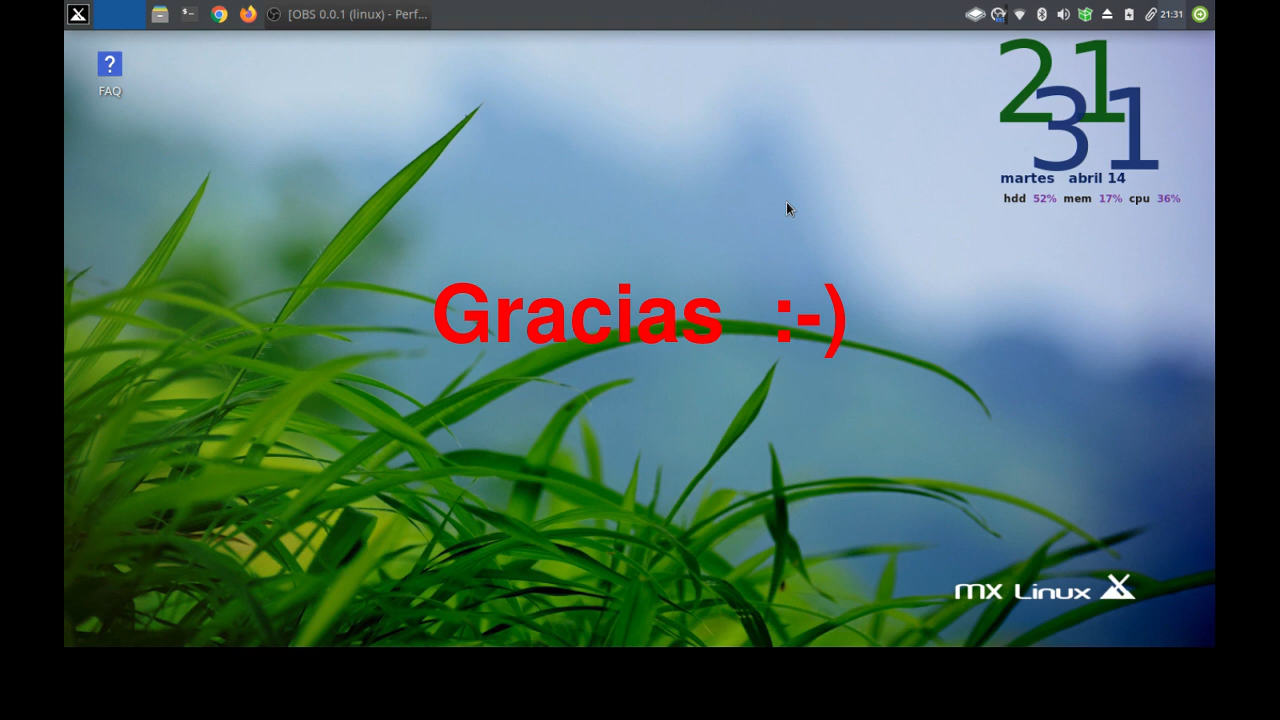 [OBS 0.0.1 (linux) - Perf...
21:31
FAQ
21
31
martes abril 14
hdd 52% mem 17% cpu 36%
Gracias :-)
mx Linux